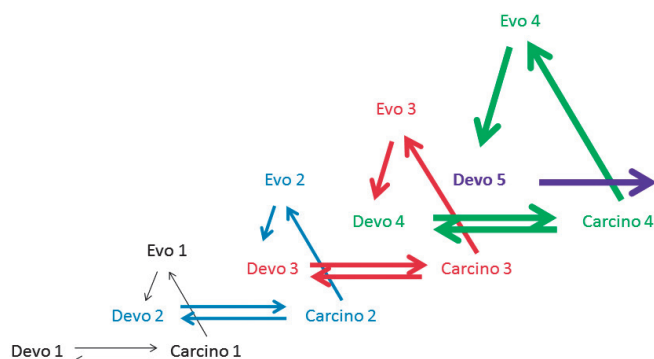 Evo 4
Evo 3
Evo 2
Devo 5
Devo 4
Carcino 4
Evo 1
Devo 3
Carcino 3
Devo 2
Carcino 2
Devo 1
Carcino 1